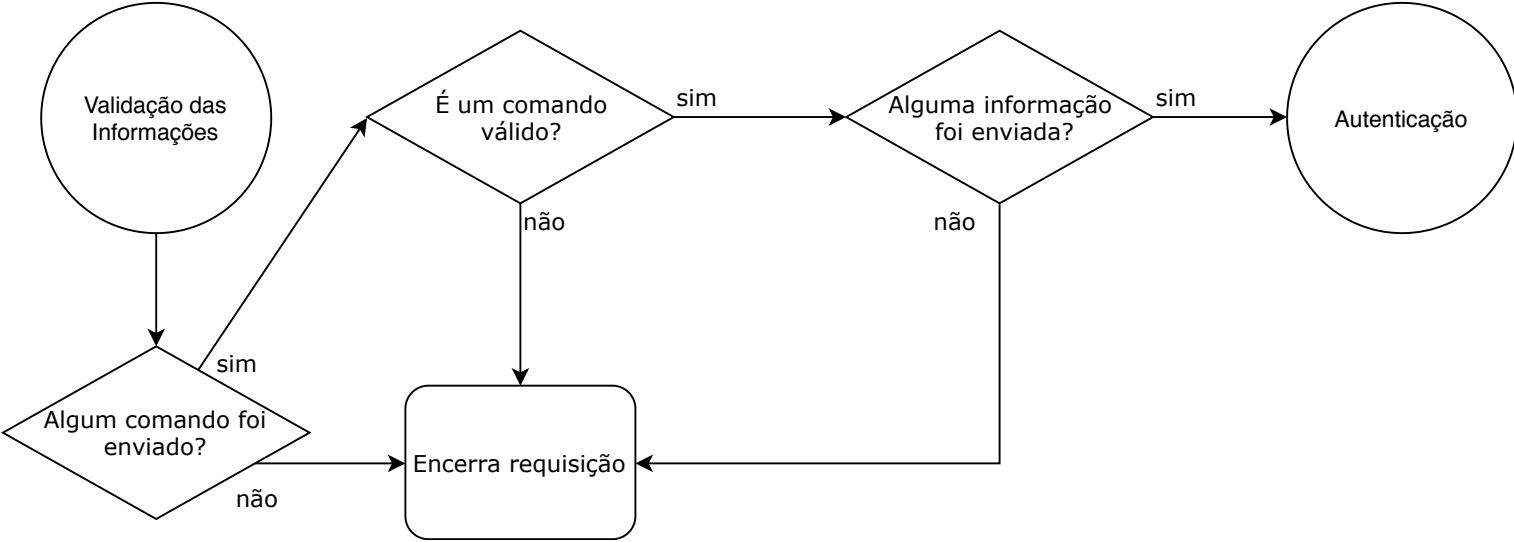 Validação das
Informações
É um comando
válido?
sim
Alguma informação
foi enviada?
sim
Autenticação
não
não
sim
Algum comando foi
enviado?
não
Encerra requisição